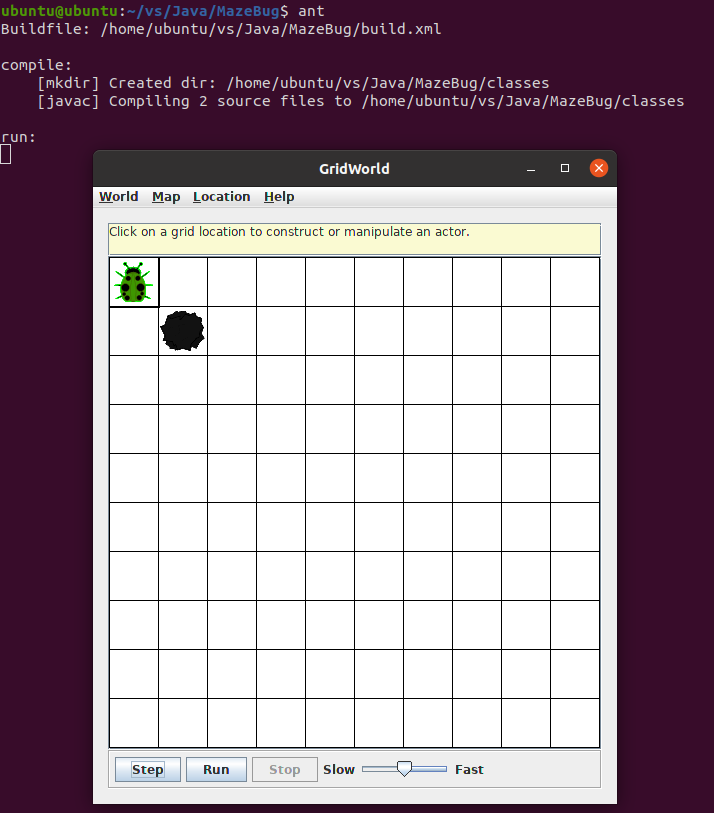 ubuntu@ubuntu:~/vs/Java/MazeBug$ ant
Buildfile: /home/ubuntu/vs/Java/MazeBug/build.xml
compile:
[mkdir] Created dir: /home/ubuntu/vs/Java/MazeBug/classes
[javac] Compiling 2 source files to /home/ubuntu/vs/Java/MazeBug/classes
run:
GridWorld
World Map Location Help
Click on a grid location to construct or manipulate an actor.
Step Run Stop Slow Fast